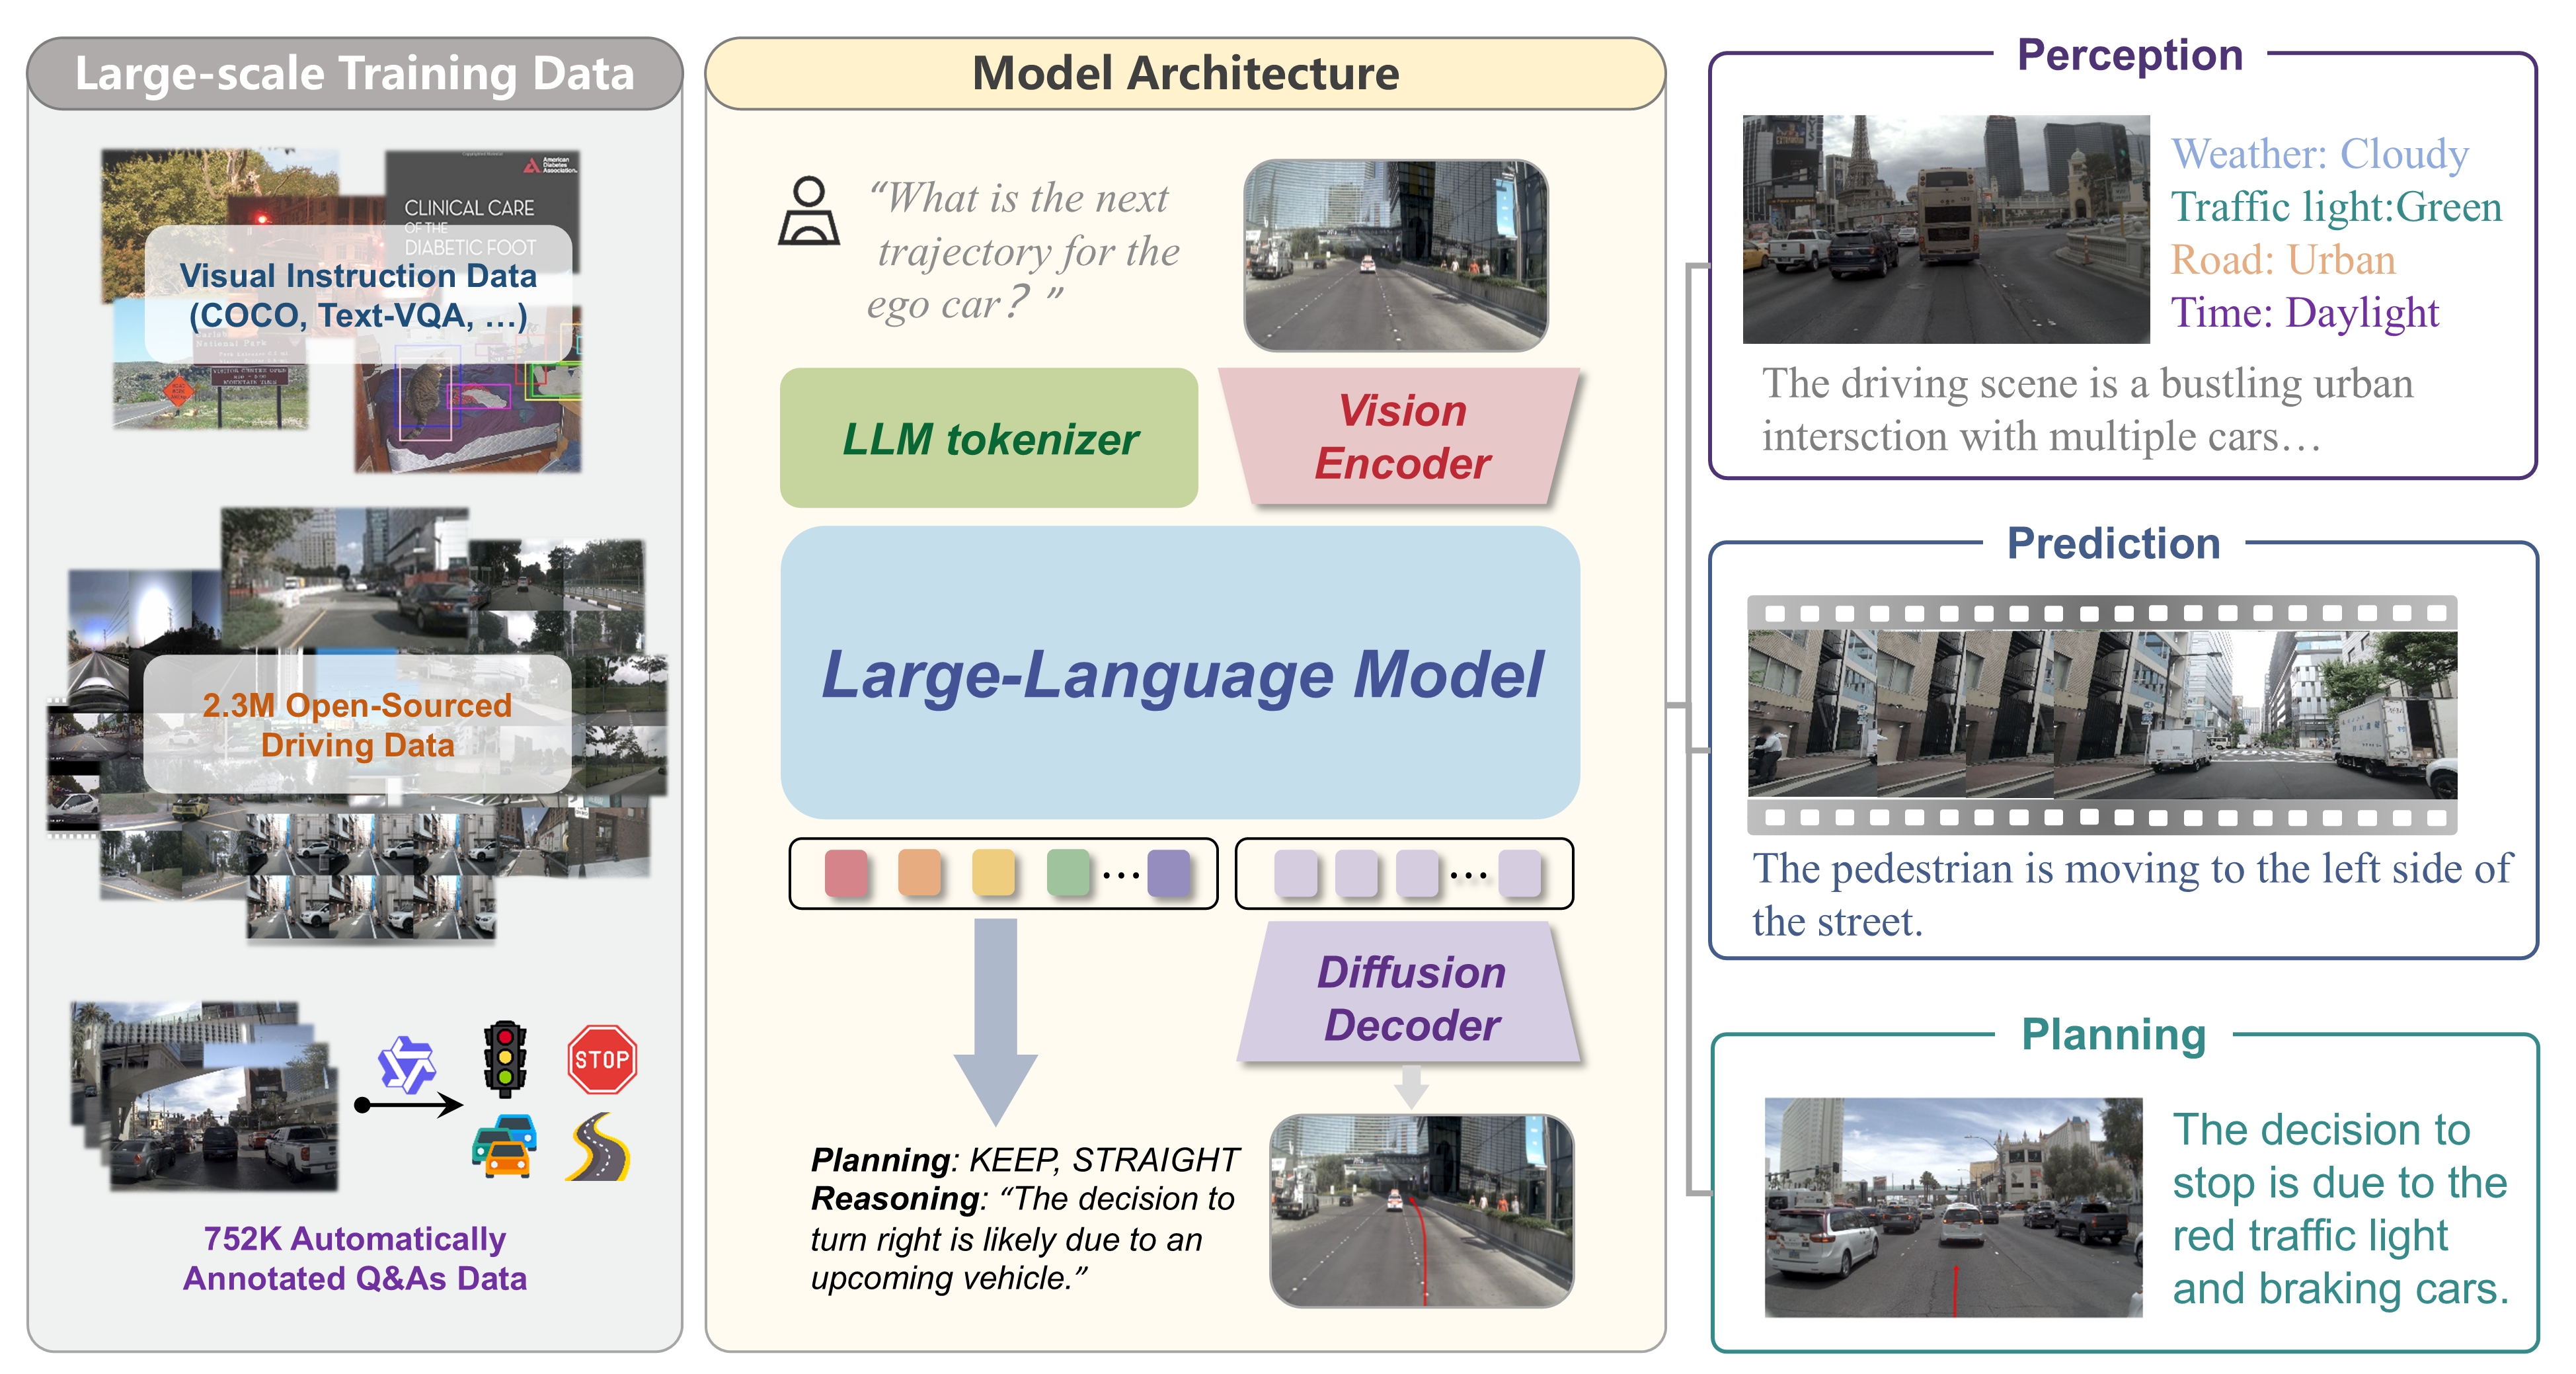 Large-scale Training Data
American
Diabetes
Association.
CLINICAL CARE
OF THE
DIABETIC FOOT
Visual Instruction Data
(COCO, Text-VQA, …)
National Park
2.3M Open-Sourced
Driving Data
STOP
752K Automatically
Annotated Q&As Data
Model Architecture
“What is the next
trajectory for the
ego car? ”
LLM tokenizer
Vision
Encoder
Large-Language Model
...
...
Diffusion
Decoder
Planning: KEEP, STRAIGHT
Reasoning: “The decision to
turn right is likely due to an
upcoming vehicle.”
Perception
Weather: Cloudy
Traffic light:Green
Road: Urban
Time: Daylight
The driving scene is a bustling urban
intersction with multiple cars…
Prediction
The pedestrian is moving to the left side of
the street.
Planning
The decision to
stop is due to the
red traffic light
and braking cars.